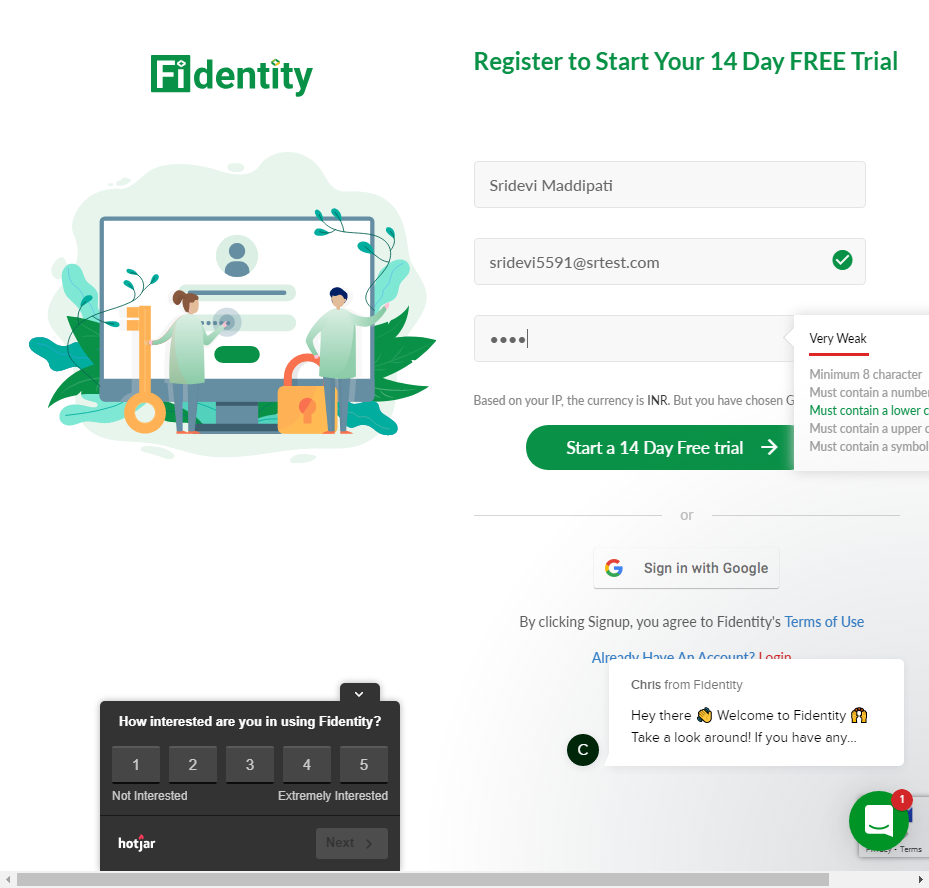 Fidentity
Register to Start Your 14 Day FREE Trial
Sridevi Maddipati
sridevi5591@srtest.com
Very Weak
Minimum 8 character
Must contain a number
Must contain a lower c
Must contain a upper c
Must contain a symbol
Based on your IP, the currency is INR. But you have chosen G
Start a 14 Day Free trial
or
Sign in with Google
By clicking Signup, you agree to Fidentity's Terms of Use
Already Have An Account? Login
Chris from Fidentity
Hey there 👋 Welcome to Fidentity 🙌
Take a look around! If you have any...
C
How interested are you in using Fidentity?
1 2 3 4 5
Not Interested Extremely Interested
hotjar
Next
1
Privacy - Terms